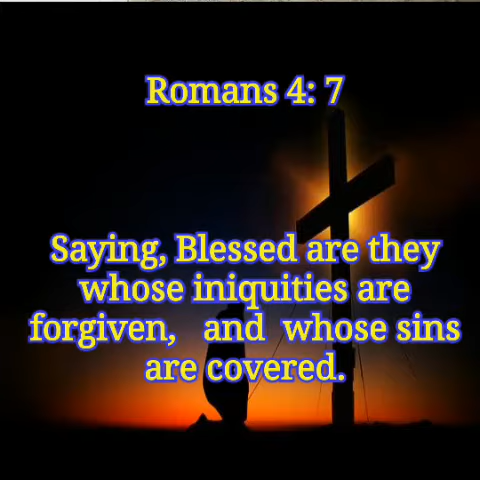 Romans 4: 7
Saying, Blessed are they
whose iniquities are
forgiven,   and  whose sins
are covered.